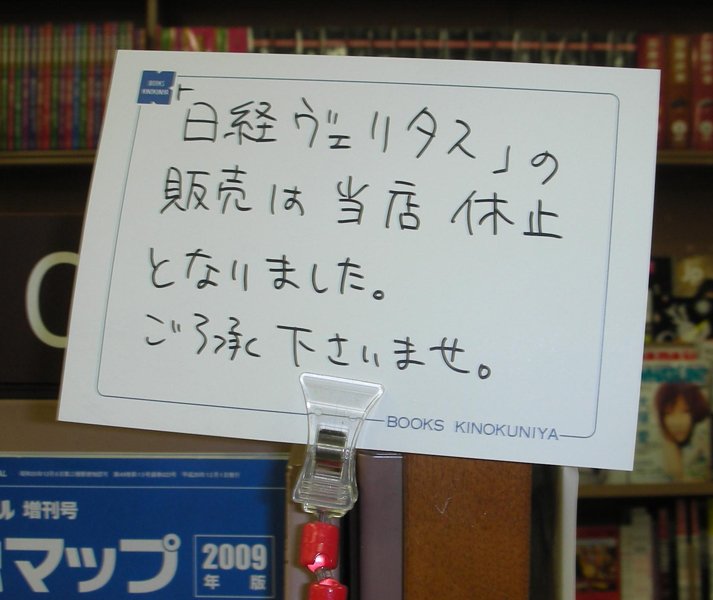 BOOKS
KINOKUNIYA
「日経ヴェリタス」の
販売は当店 休止
となりました。
ご了承下さいませ。
BOOKS KINOKUNIYA
増刊号
マップ
2009
年版